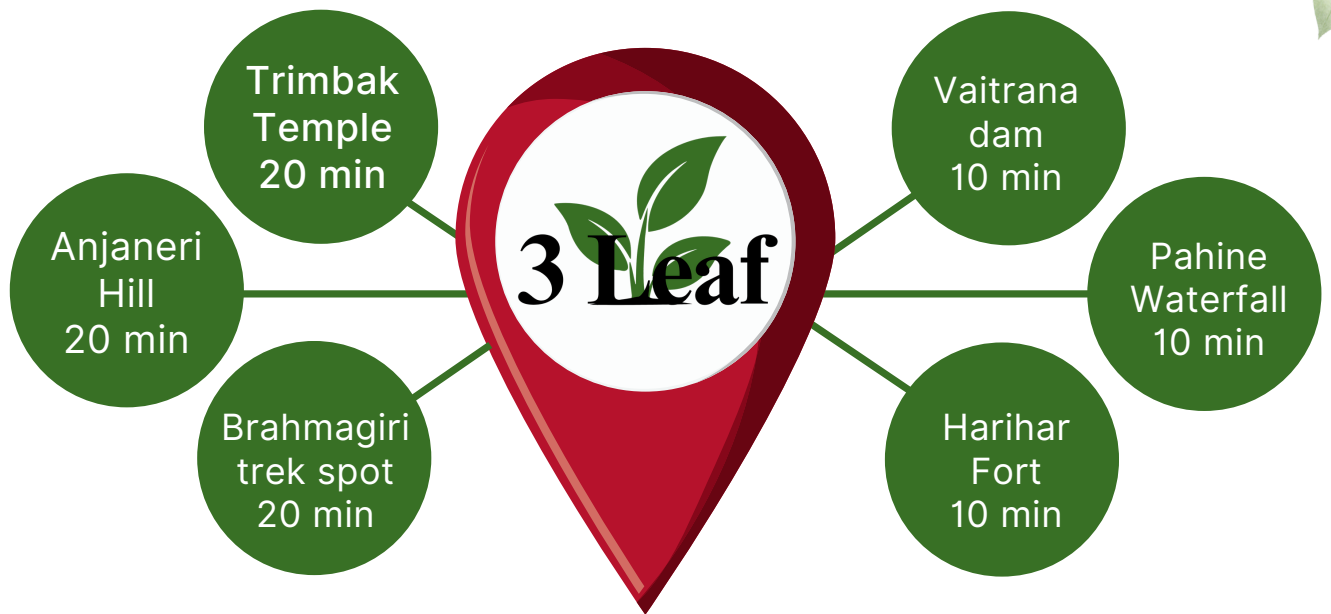 Trimbak
Temple
20 min
Anjaneri
Hill
20 min
Brahmagiri
trek spot
20 min
3 Leaf
Vaitrana
dam
10 min
Pahine
Waterfall
10 min
Harihar
Fort
10 min